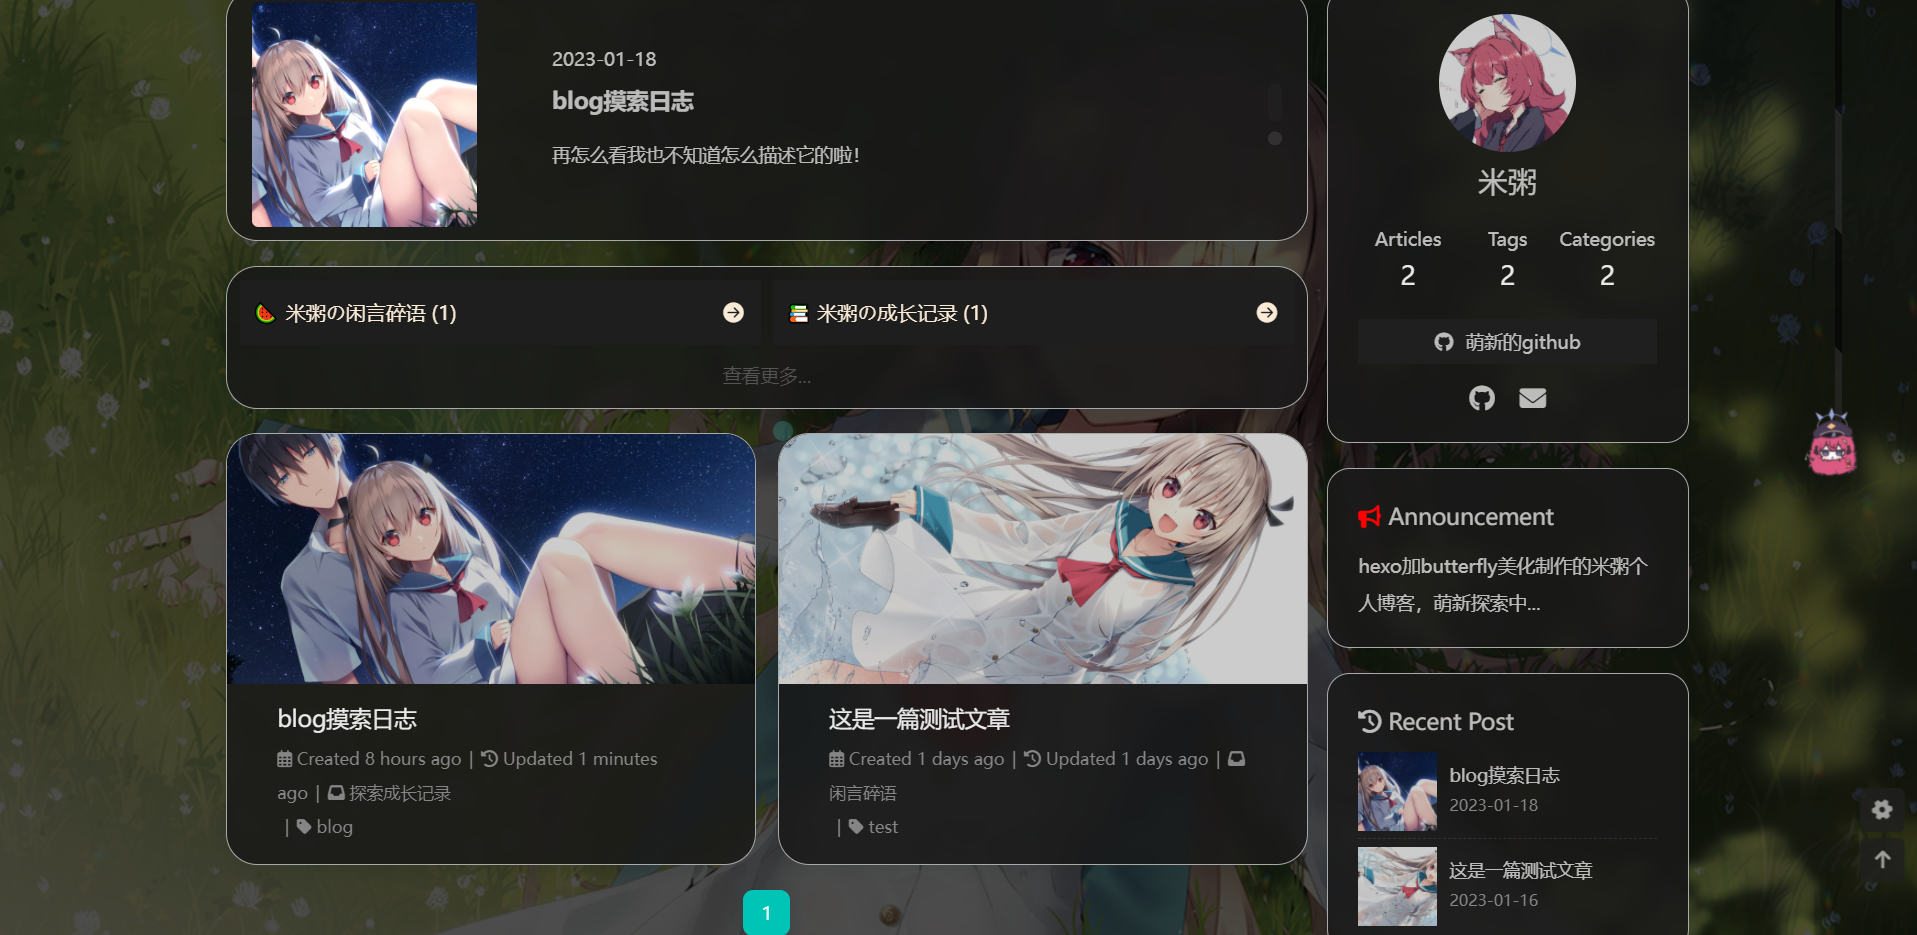 2023-01-18
blog摸索日志
再怎么看我也不知道怎么描述它的啦！
米粥の闲言碎语 (1)
米粥の成长记录 (1)
查看更多...
blog摸索日志
Created 8 hours ago | Updated 1 minutes
ago | 探索成长记录
| blog
这是一篇测试文章
Created 1 days ago | Updated 1 days ago |
闲言碎语
| test
1
米粥
Articles Tags Categories
2 2 2
萌新的github
Announcement
hexo加butterfly美化制作的米粥个
人博客，萌新探索中...
Recent Post
blog摸索日志
2023-01-18
这是一篇测试文章
2023-01-16